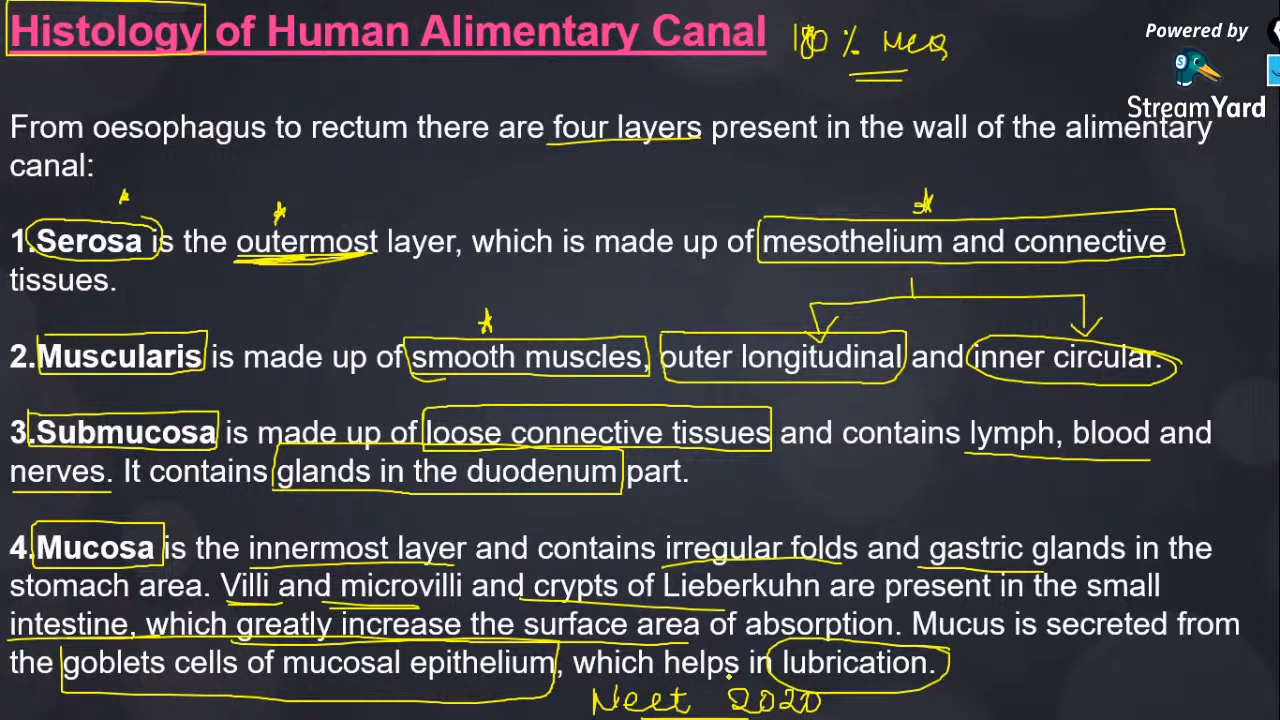 Histology of Human Alimentary Canal
% MCQ
Powered by
StreamYard
From oesophagus to rectum there are four layers present in the wall of the alimentary
canal:
1.Serosa is the outermost layer, which is made up of mesothelium and connective
tissues.
2.Muscularis is made up of smooth muscles, outer longitudinal and inner circular.
3.Submucosa is made up of loose connective tissues and contains lymph, blood and
nerves. It contains glands in the duodenum part.
4.Mucosa is the innermost layer and contains irregular folds and gastric glands in the
stomach area. Villi and microvilli and crypts of Lieberkuhn are present in the small
intestine, which greatly increase the surface area of absorption. Mucus is secreted from
the goblets cells of mucosal epithelium, which helps in lubrication.
Neet 2020